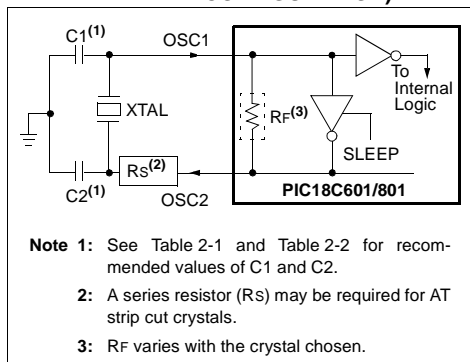 C1(1)
OSC1
To
Internal
Logic
XTAL
RF(3)
SLEEP
C2(1)
RS(2)
OSC2
PIC18C601/801
Note 1: See Table 2-1 and Table 2-2 for recom-
mended values of C1 and C2.
2: A series resistor (RS) may be required for AT
strip cut crystals.
3: RF varies with the crystal chosen.